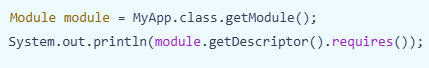 Module module = MyApp.class.getModule();
System.out.println(module.getDescriptor().requires());